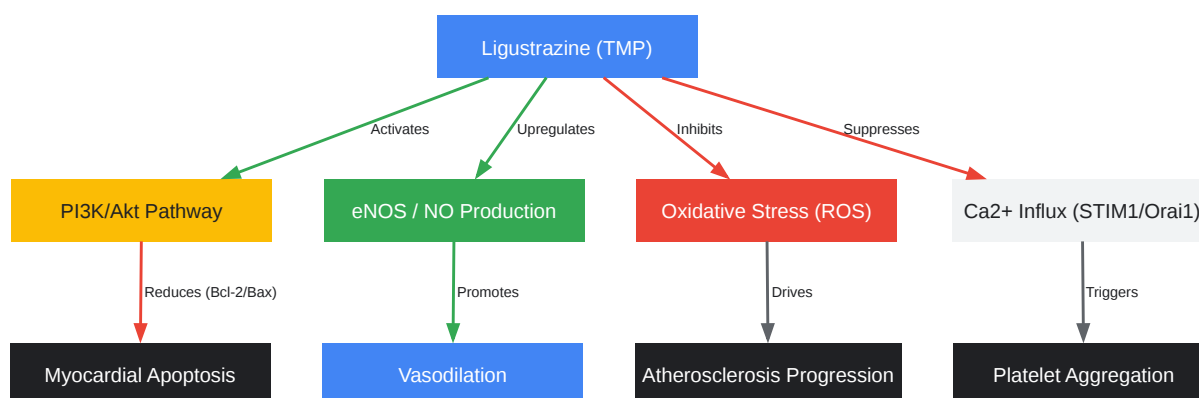 Ligustrazine (TMP)
Activates
Upregulates
Inhibits
Suppresses
PI3K/Akt Pathway
eNOS / NO Production
Oxidative Stress (ROS)
Ca2+ Influx (STIM1/Orai1)
Reduces (Bcl-2/Bax)
Promotes
Drives
Triggers
Myocardial Apoptosis
Vasodilation
Atherosclerosis Progression
Platelet Aggregation